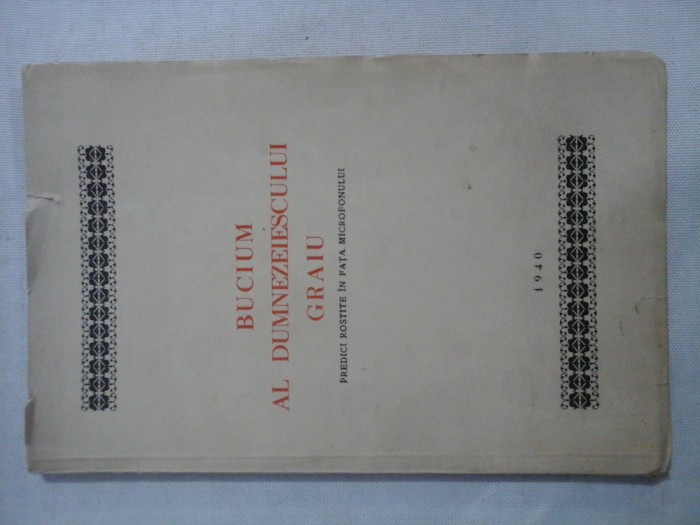 BUCIUM
AL DUMNEZEIESCULUI
GRAIU
PREDICI ROSTITE ÎN FAȚA MICROFONULUI
1940